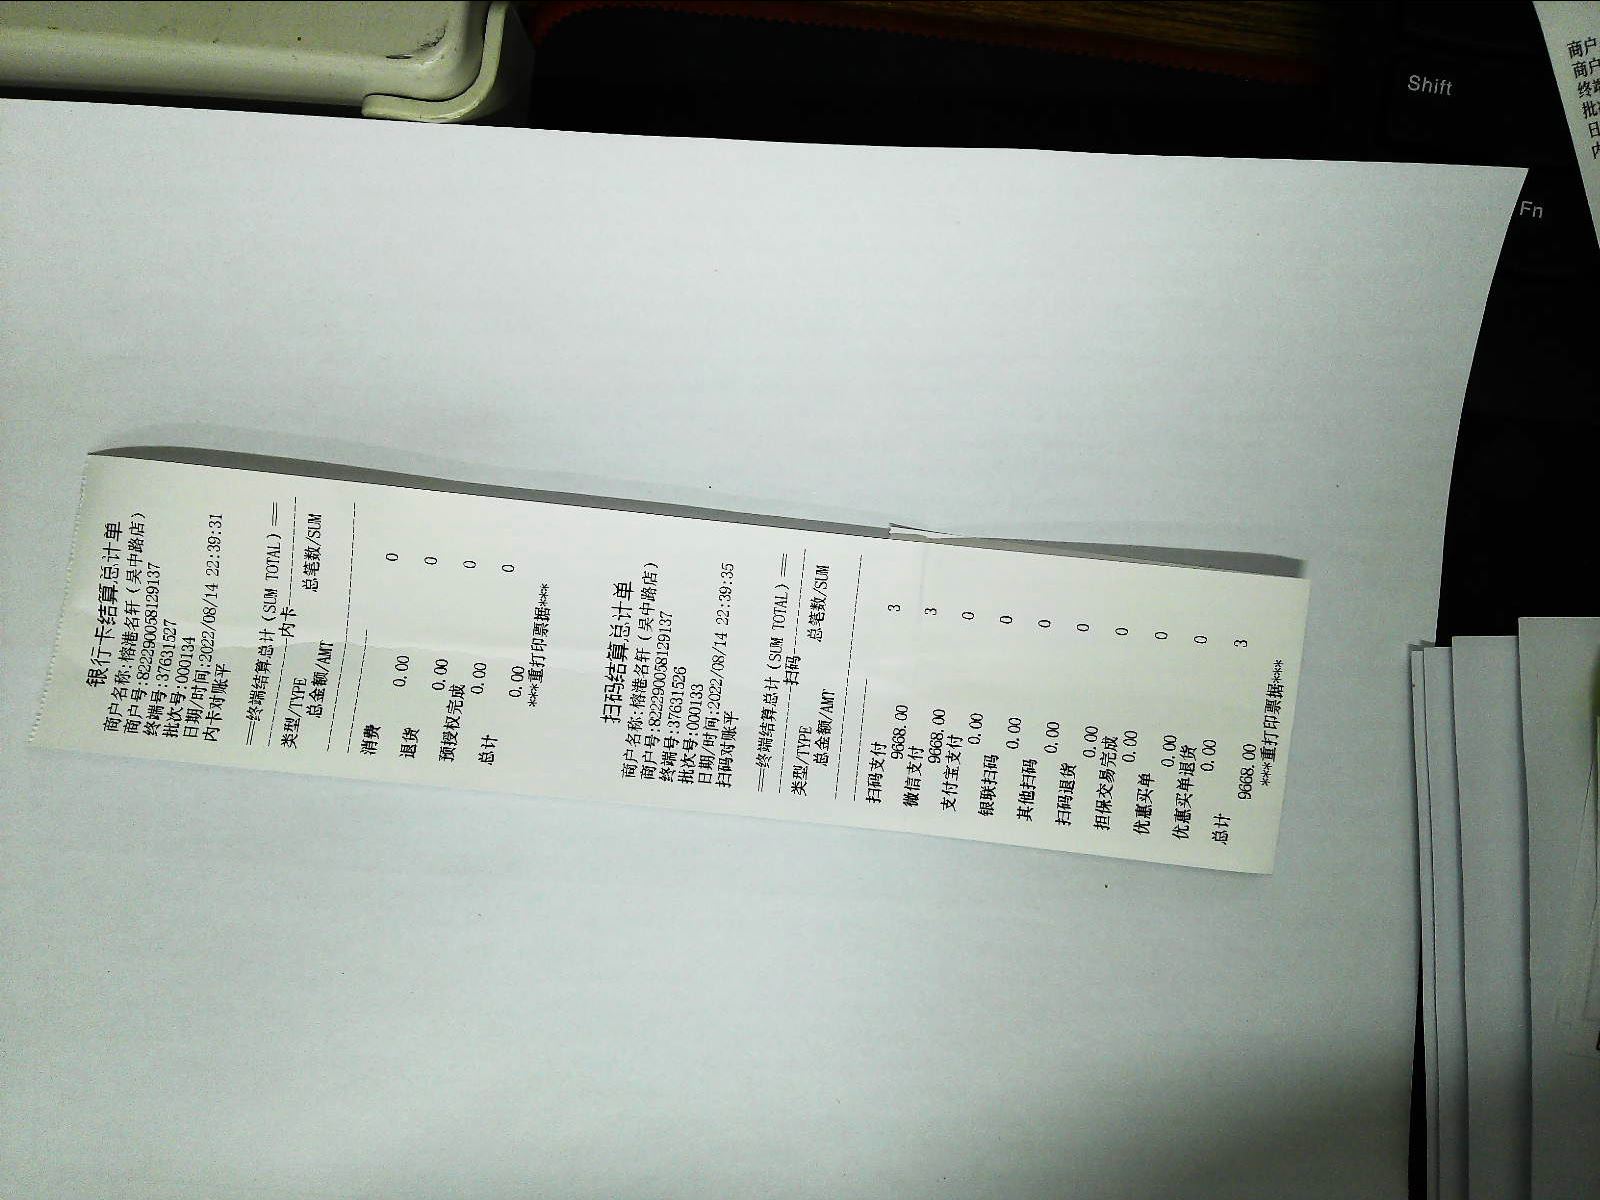 银行卡结算总计单
商户名称:榕港名轩(吴中路店)
商户号:822290058129137
终端号:37631527
批次号:000134
日期/时间:2022/08/14 22:39:31
内卡对账平
==终端结算总计(SUM TOTAL)==
----------内卡----------
类型/TYPE 总笔数/SUM
总金额/AMT
消费 0
0.00
退货 0
0.00
预授权完成 0
0.00
总计 0
0.00
***重打印票据***
扫码结算总计单
商户名称:榕港名轩(吴中路店)
商户号:822290058129137
终端号:37631526
批次号:000133
日期/时间:2022/08/14 22:39:35
扫码对账平
==终端结算总计(SUM TOTAL)==
----------扫码----------
类型/TYPE 总笔数/SUM
总金额/AMT
扫码支付 3
9668.00
微信支付 3
9668.00
支付宝支付 0
0.00
银联扫码 0
0.00
其他扫码 0
0.00
扫码退货 0
0.00
担保交易完成 0
0.00
优惠买单 0
0.00
优惠买单退货 0
0.00
总计 3
9668.00
***重打印票据***
Shift
Fn
商户
商户
终端
批